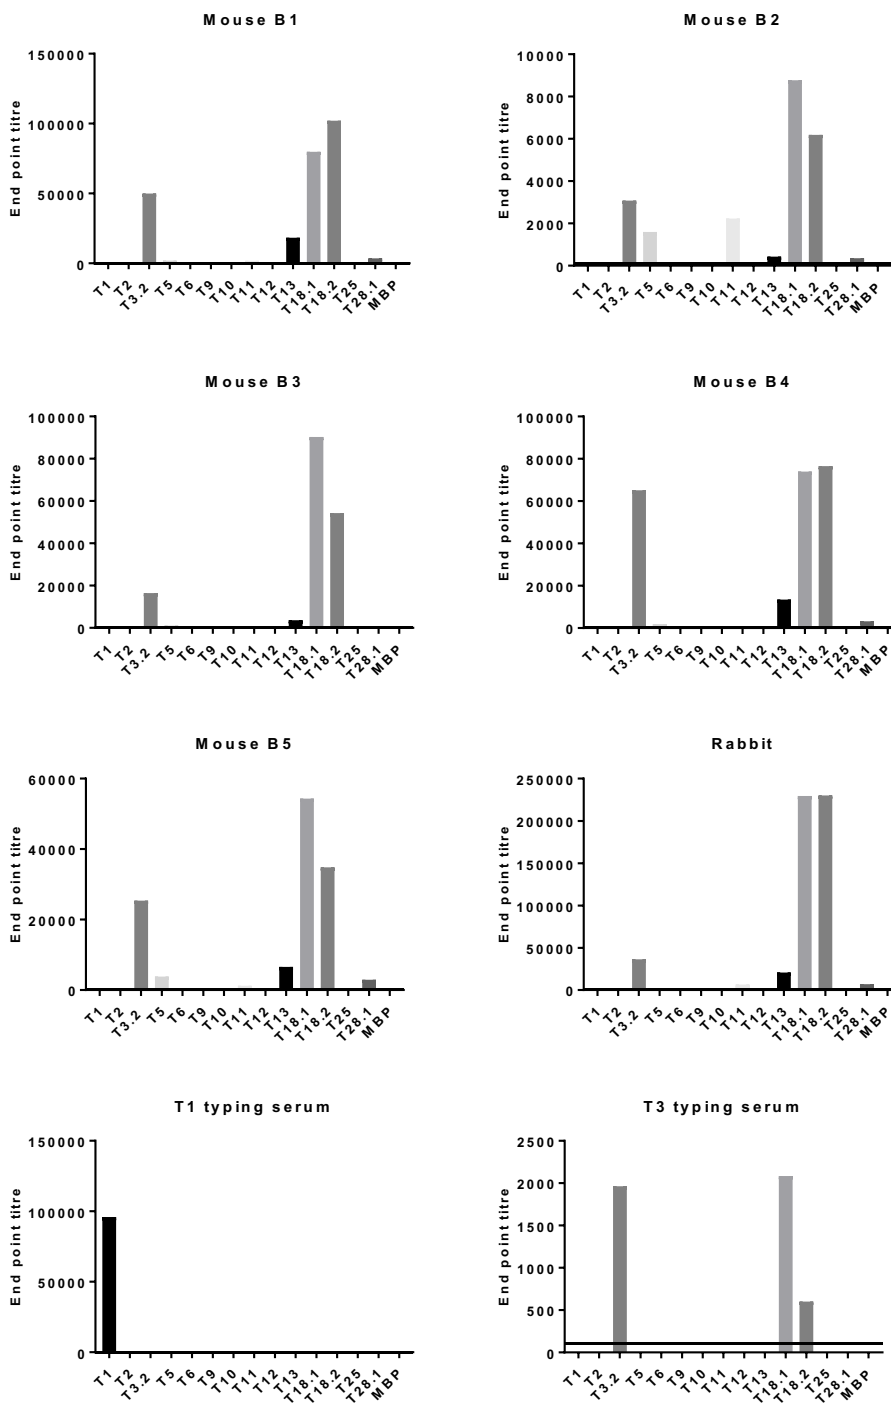 Mouse B1
End point titre
150000
100000
50000
0
T1 T2 T3.2 T5 T6 T9 T10 T11 T12 T13 T18.1 T18.2 T25 T28.1 MBP
Mouse B2
End point titre
10000
8000
6000
4000
2000
0
T1 T2 T3.2 T5 T6 T9 T10 T11 T12 T13 T18.1 T18.2 T25 T28.1 MBP
Mouse B3
End point titre
100000
80000
60000
40000
20000
0
T1 T2 T3.2 T5 T6 T9 T10 T11 T12 T13 T18.1 T18.2 T25 T28.1 MBP
Mouse B4
End point titre
100000
80000
60000
40000
20000
0
T1 T2 T3.2 T5 T6 T9 T10 T11 T12 T13 T18.1 T18.2 T25 T28.1 MBP
Mouse B5
End point titre
60000
40000
20000
0
T1 T2 T3.2 T5 T6 T9 T10 T11 T12 T13 T18.1 T18.2 T25 T28.1 MBP
Rabbit
End point titre
250000
200000
150000
100000
50000
0
T1 T2 T3.2 T5 T6 T9 T10 T11 T12 T13 T18.1 T18.2 T25 T28.1 MBP
T1 typing serum
End point titre
150000
100000
50000
0
T1 T2 T3.2 T5 T6 T9 T10 T11 T12 T13 T18.1 T18.2 T25 T28.1 MBP
T3 typing serum
End point titre
2500
2000
1500
1000
500
0
T1 T2 T3.2 T5 T6 T9 T10 T11 T12 T13 T18.1 T18.2 T25 T28.1 MBP